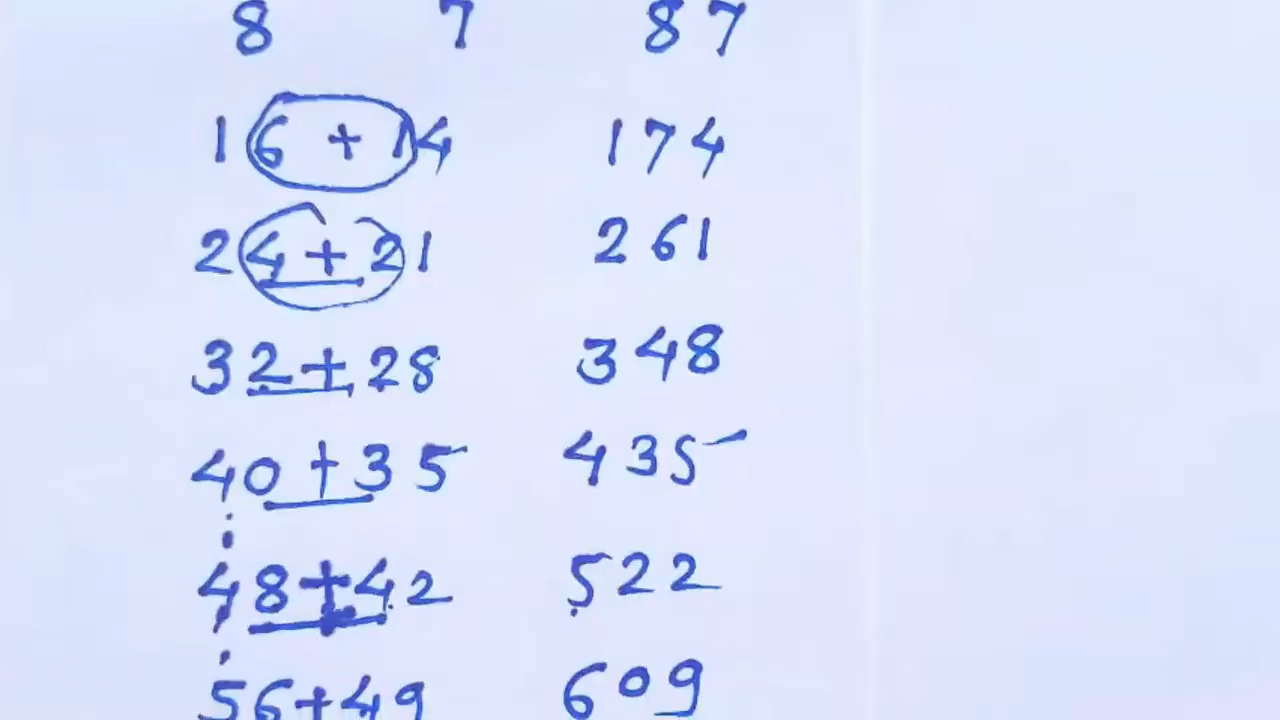 8 7 87
16 + 14 174
24 + 21 261
32 + 28 348
40 + 35 435
48 + 42 522
56 + 49 609